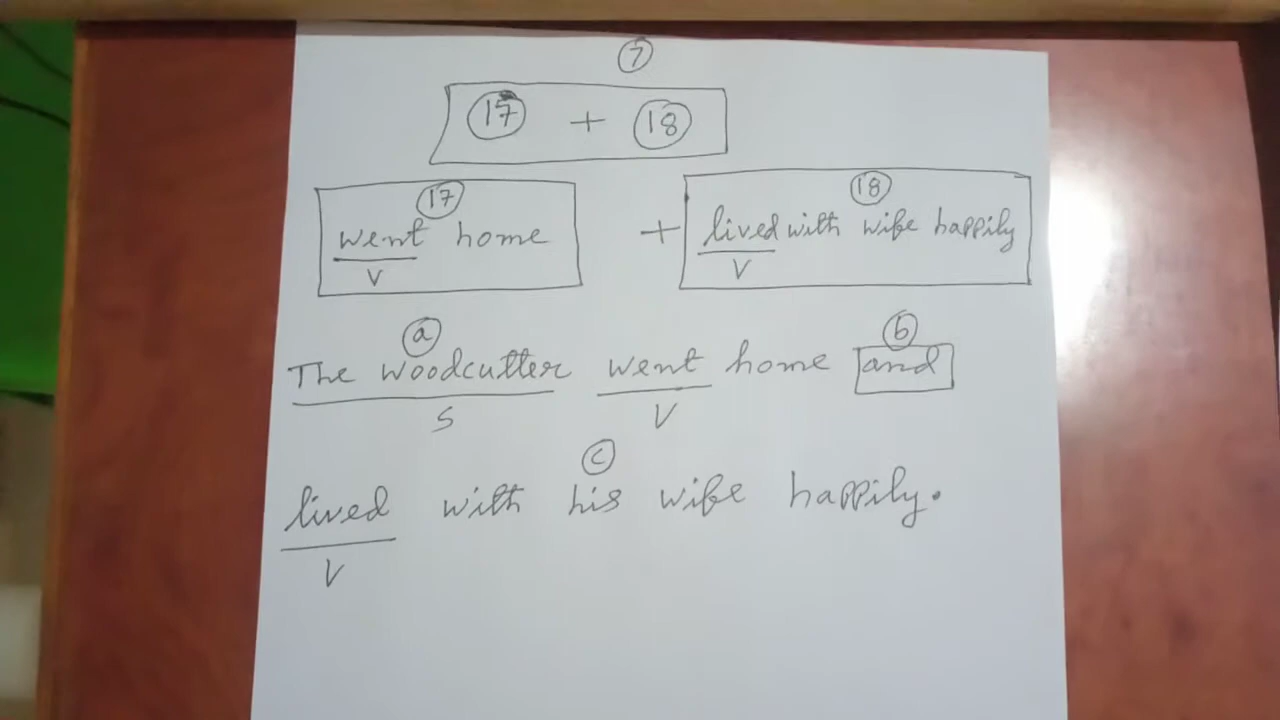 7
17 + 18
17 18
went home + lived with wife happily
V V
a b
The woodcutter went home and
S V
c
lived with his wife happily.
V